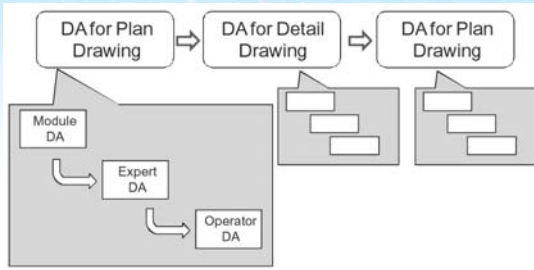 DA for Plan
Drawing
DA for Detail
Drawing
DA for Plan
Drawing
Module
DA
Expert
DA
Operator
DA